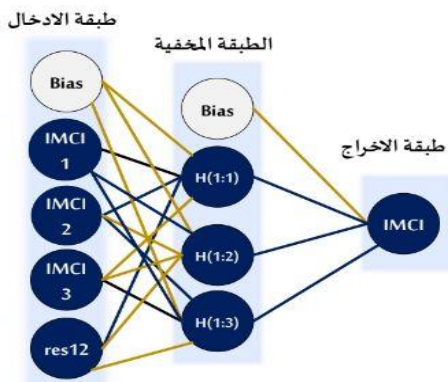 طبقة الادخال
الطبقة المخفية
طبقة الاخراج
Bias
IMCI
1
IMCI
2
IMCI
3
res12
Bias
H(1:1)
H(1:2)
H(1:3)
IMCI